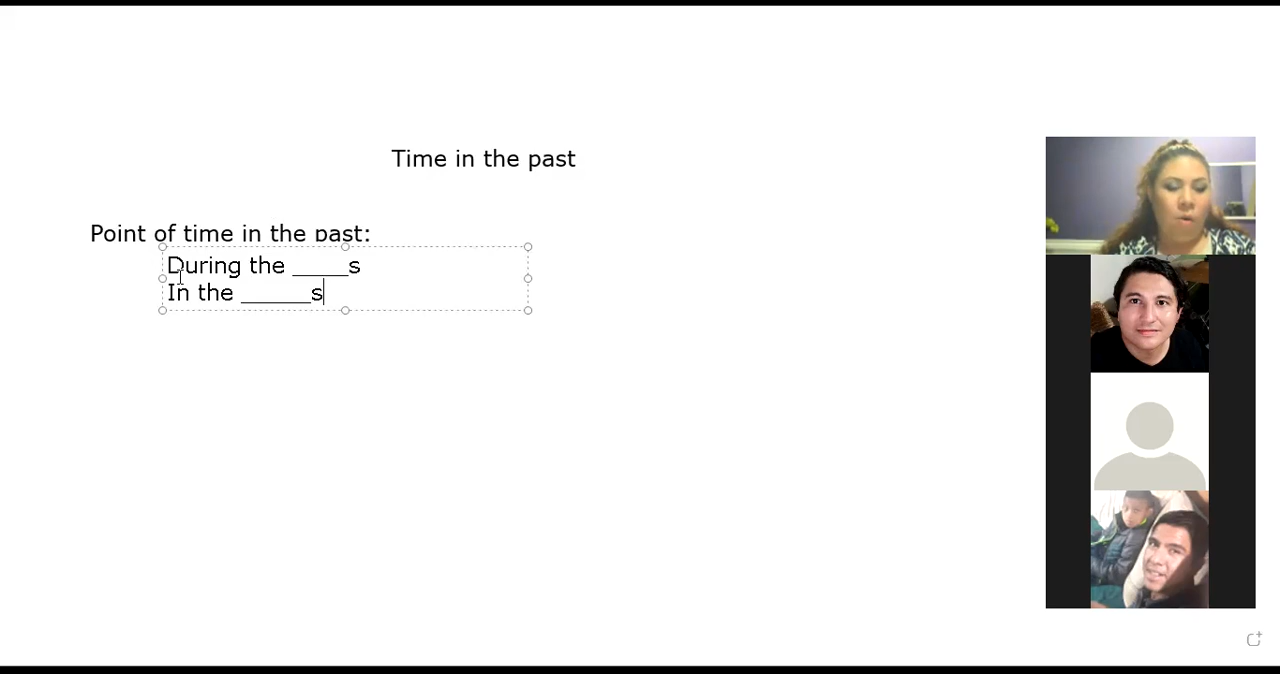 Time in the past
Point of time in the past:
During the _____s
In the ______s